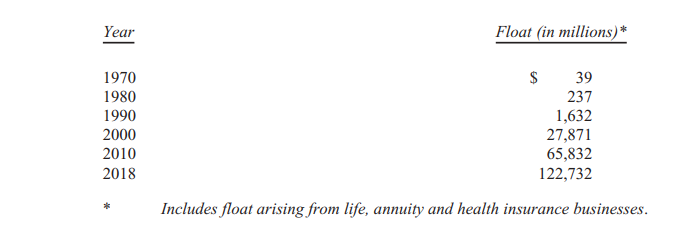 Year Float (in millions)*
1970 $ 39
1980 237
1990 1,632
2000 27,871
2010 65,832
2018 122,732
* Includes float arising from life, annuity and health insurance businesses.